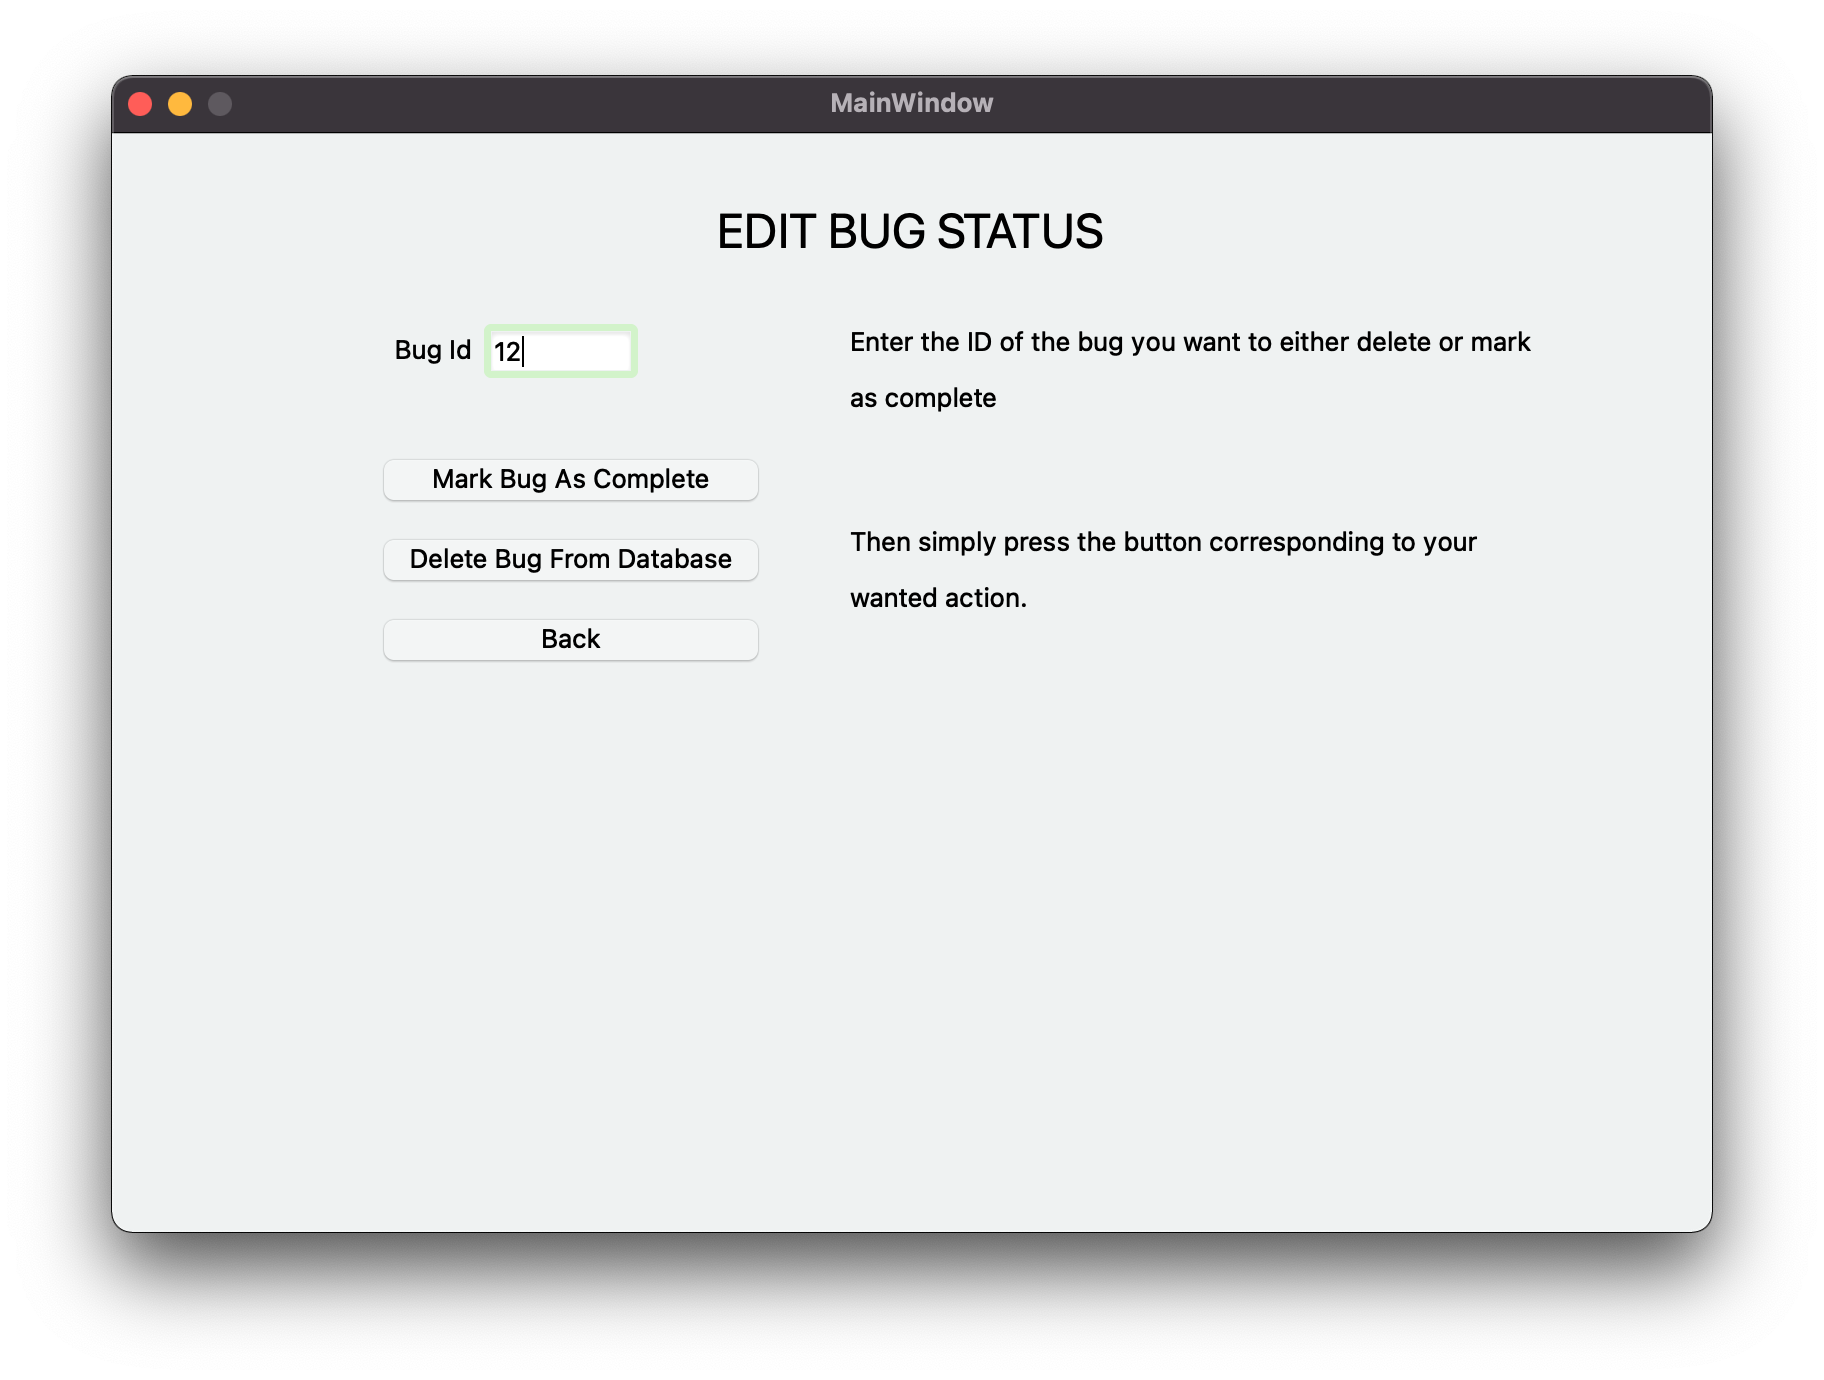 MainWindow
EDIT BUG STATUS
Bug Id 12
Enter the ID of the bug you want to either delete or mark
as complete
Mark Bug As Complete
Delete Bug From Database
Back
Then simply press the button corresponding to your
wanted action.